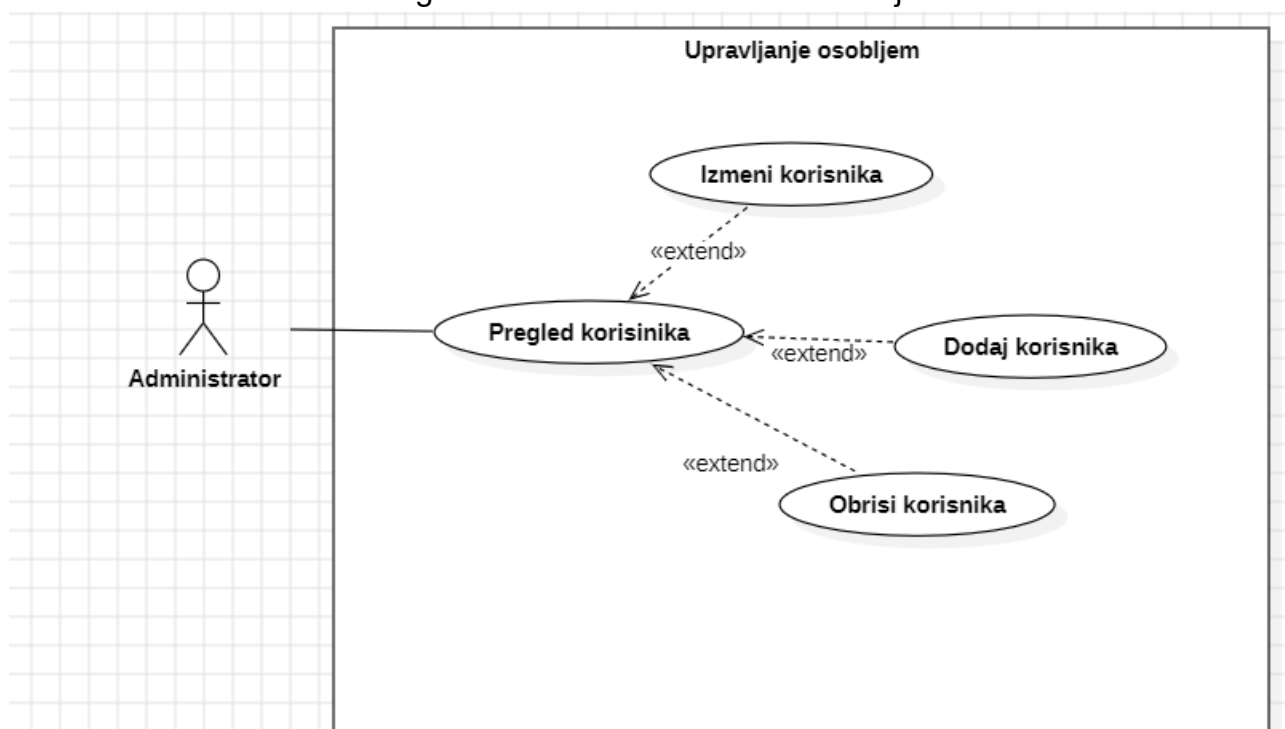 Upravljanje osobljem
Izmeni korisnika
«extend»
Pregled korisinika
Dodaj korisnika
«extend»
Administrator
«extend»
Obrisi korisnika